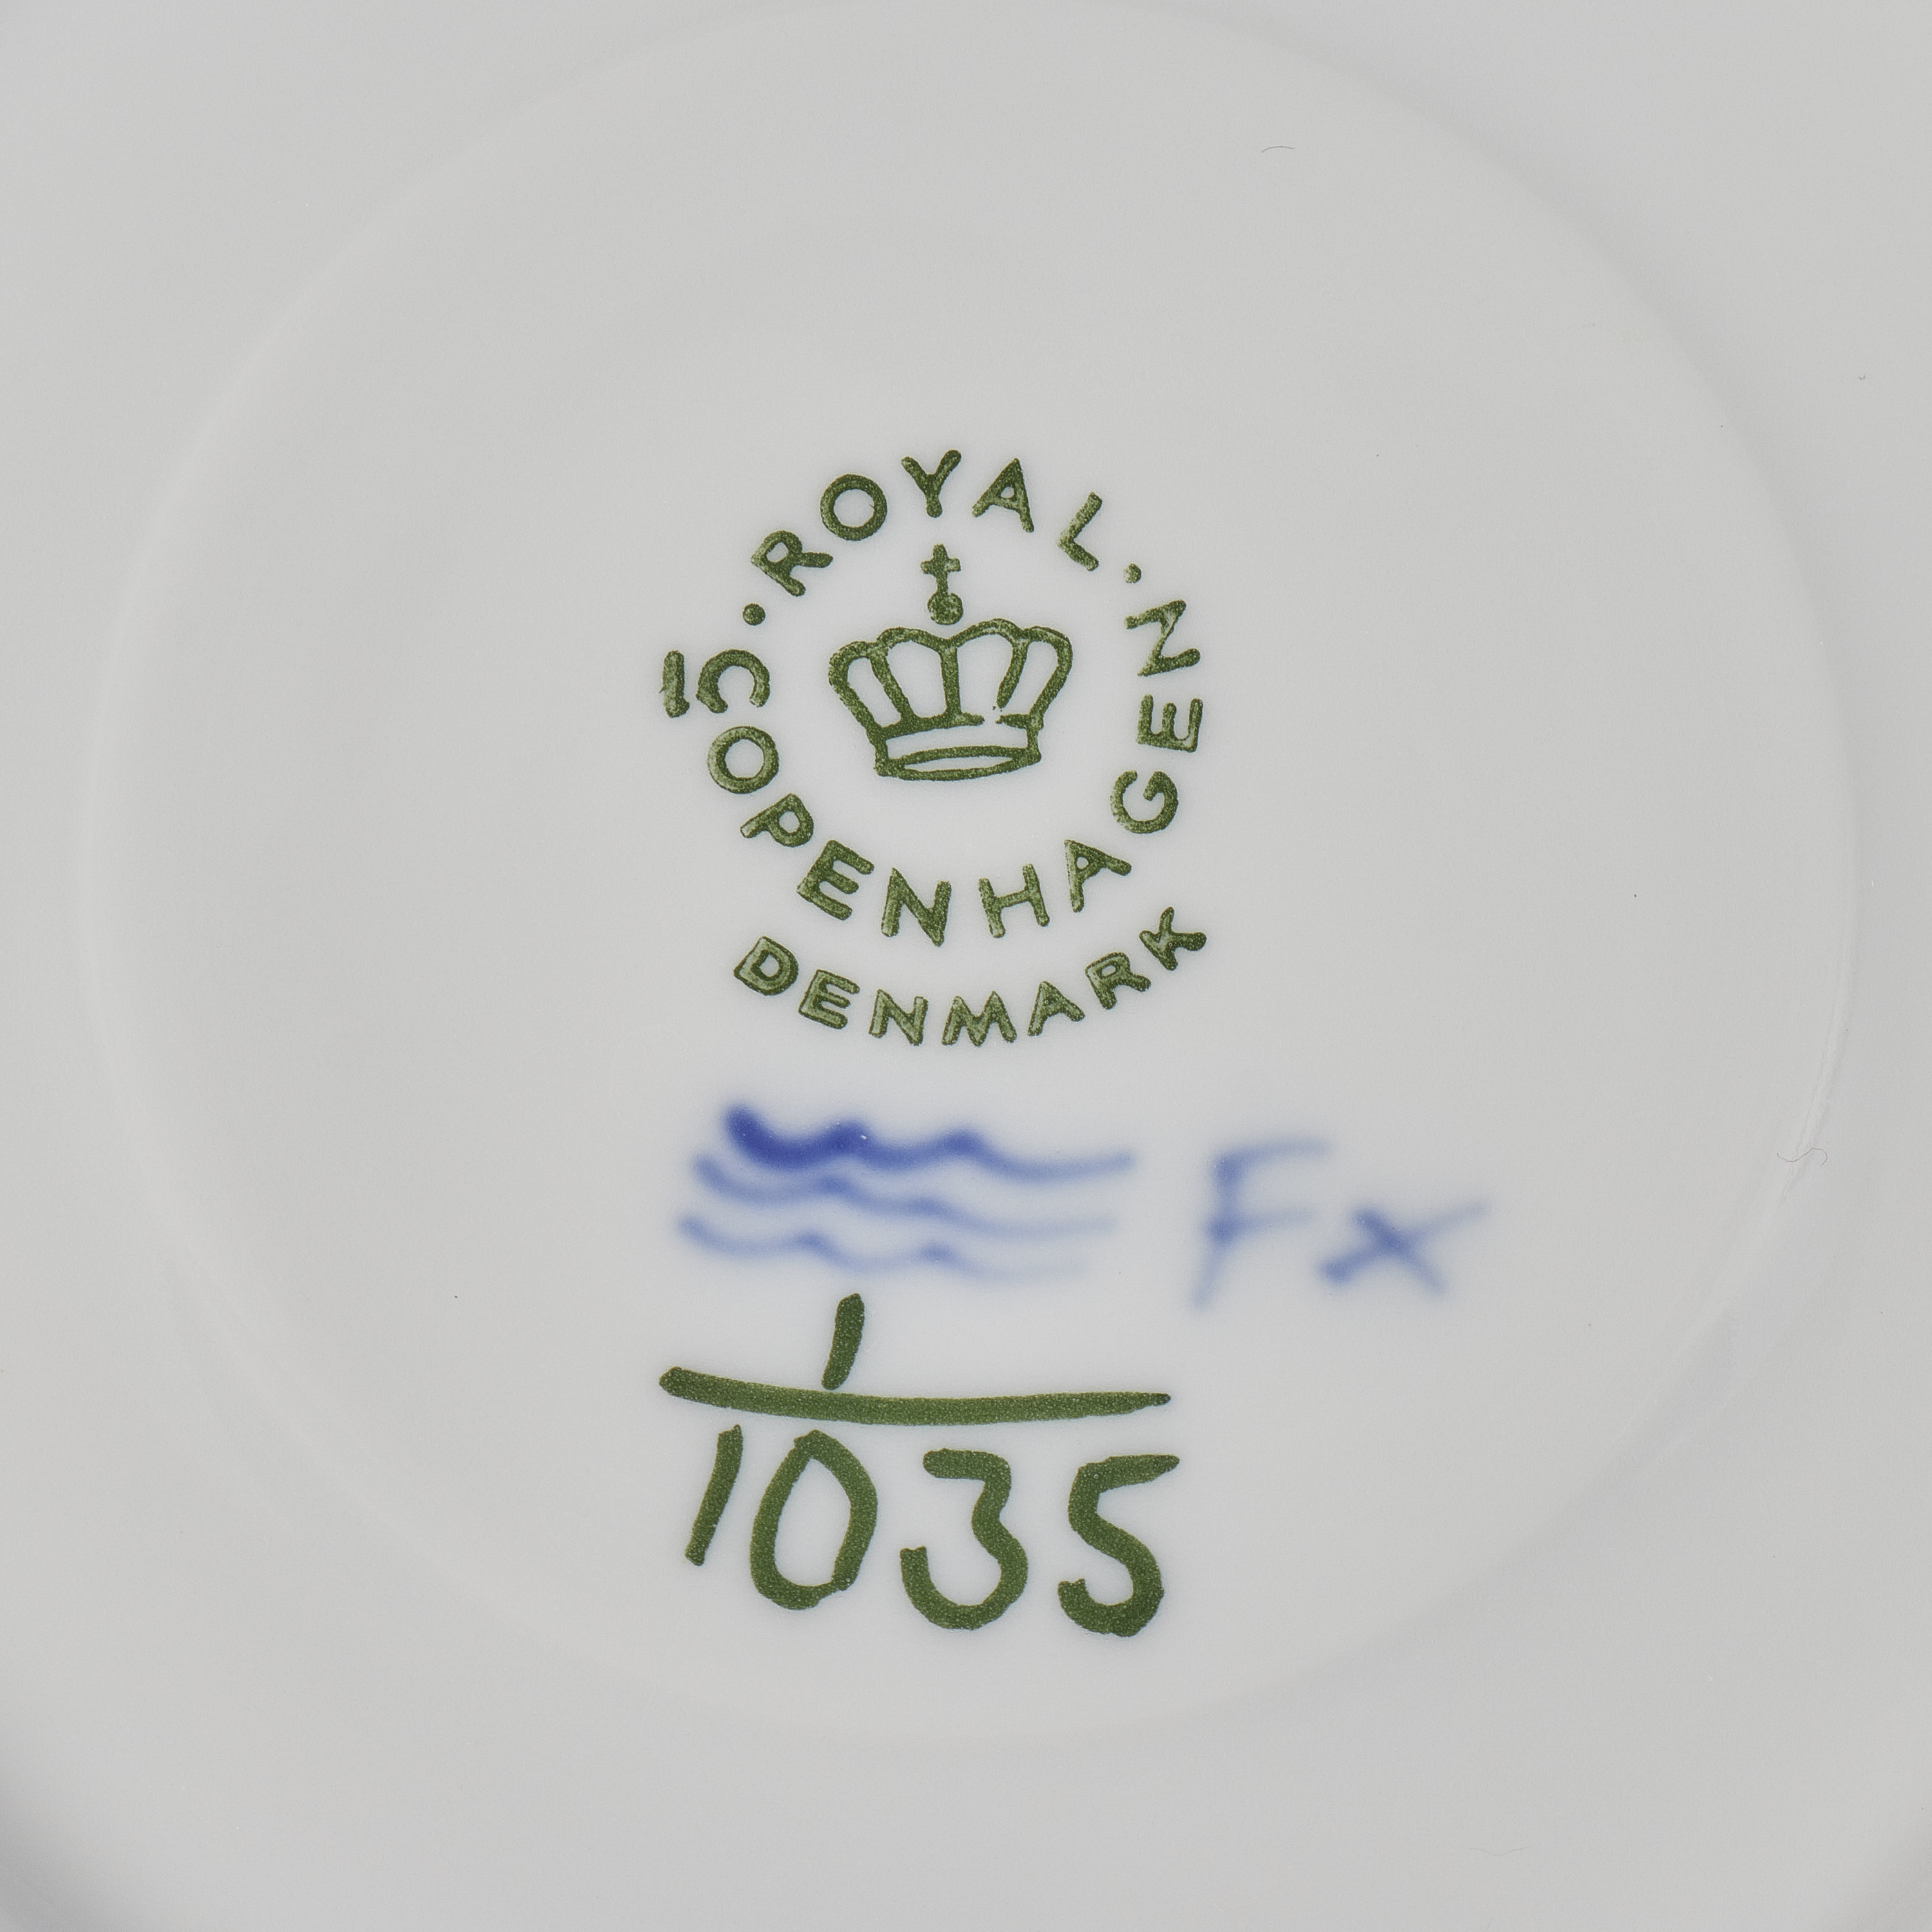 · ROYAL ·
COPENHAGEN
DENMARK
Fx
1
1035